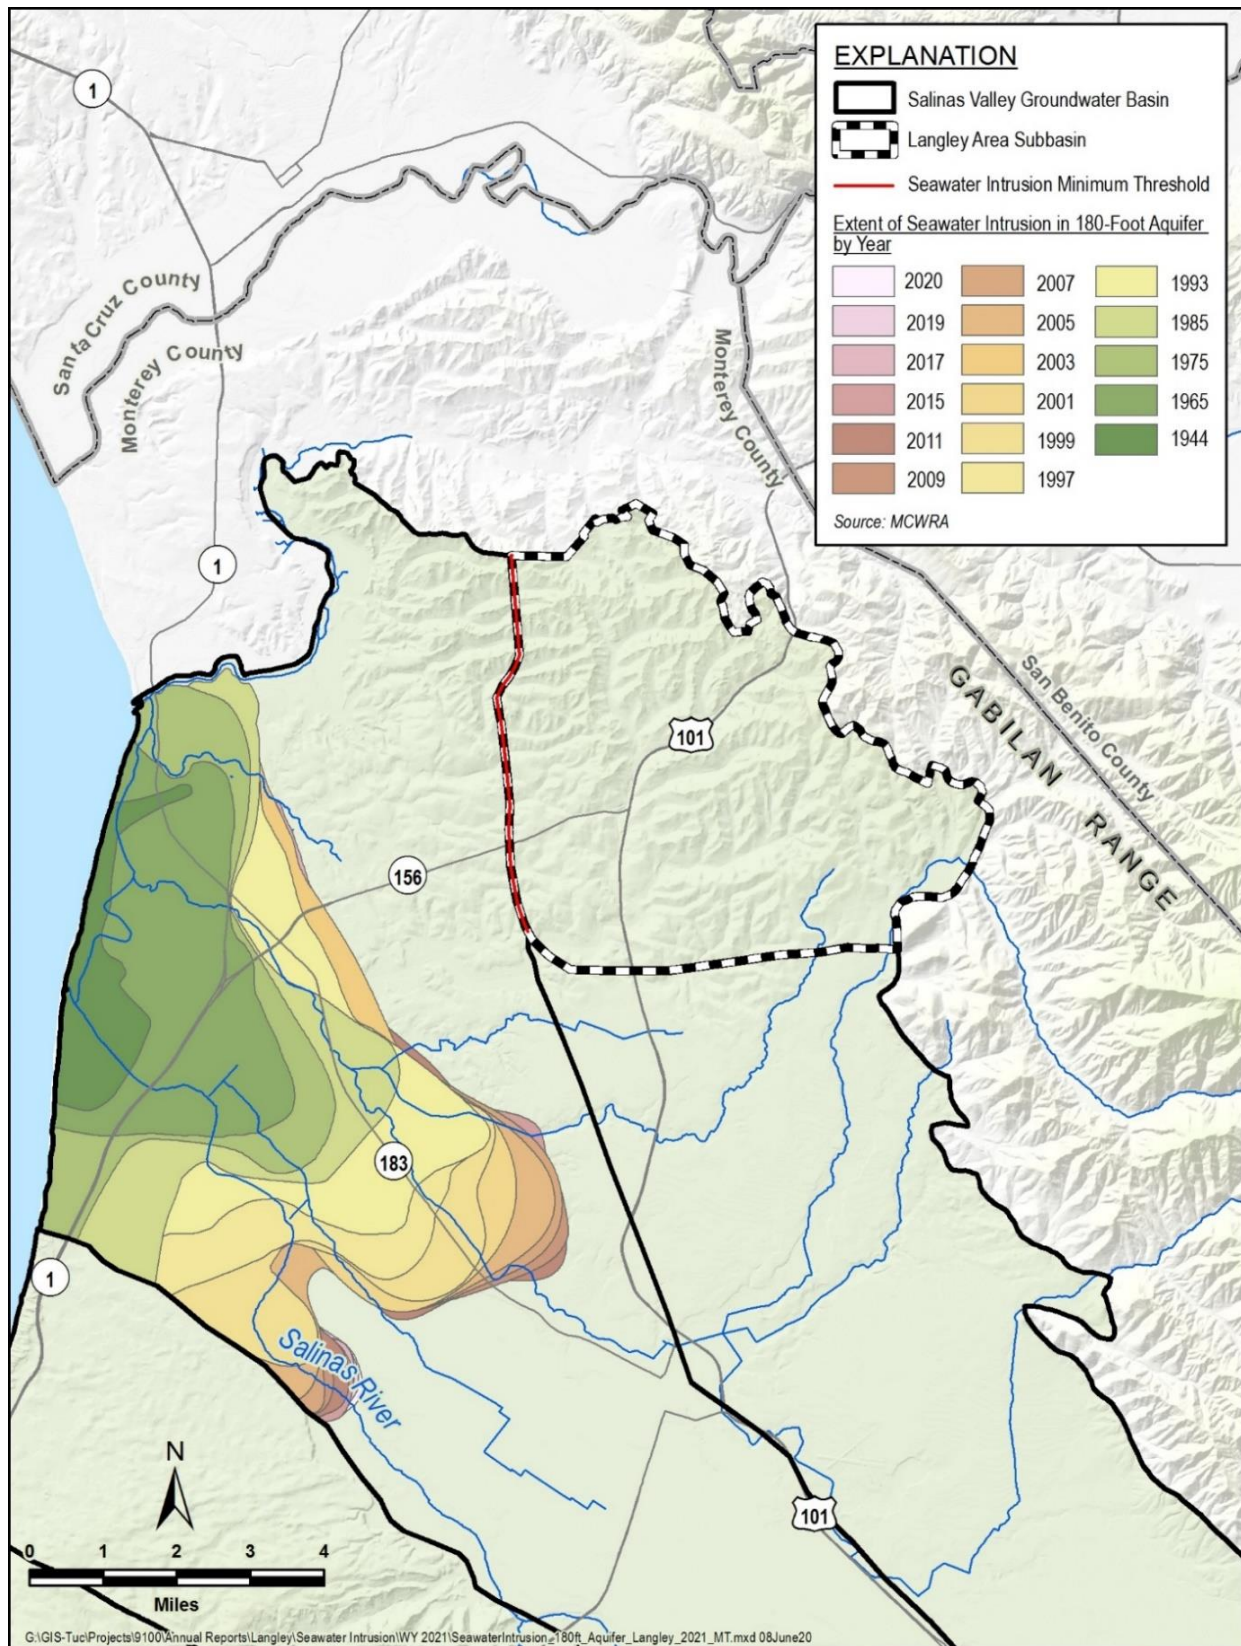 EXPLANATION
Salinas Valley Groundwater Basin
Langley Area Subbasin
Seawater Intrusion Minimum Threshold
Extent of Seawater Intrusion in 180-Foot Aquifer
by Year
2020 2007 1993
2019 2005 1985
2017 2003 1975
2015 2001 1965
2011 1999 1944
2009 1997
Source: MCWRA
1
Santa Cruz County
Monterey County
Monterey County
1
San Benito County
GABILAN RANGE
101
156
183
1
Salinas River
N
101
0 1 2 3 4
Miles
G:\GIS-Tuc\Projects\9100\Annual Reports\Langley\Seawater Intrusion\WY 2021\SeawaterIntrusion_180ft_Aquifer_Langley_2021_MT.mxd 08June20